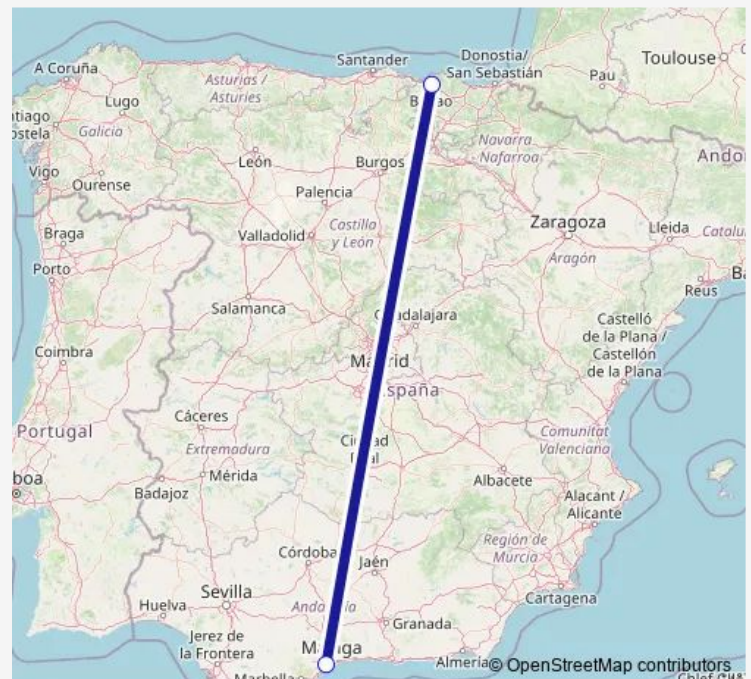 Toulouse
Donostia/
San Sebastián
Santander
A Coruña
Asturias /
Asturies
Pau
Lugo
Galicia
Vigo
Ourense
León
Burgos
Navarra
- Nafarroa
Palencia
Castilla
y León
Valladolid
Braga
Porto
Zaragoza
Aragón
Lleida
Reus
Salamanca
Castelló
de la Plana /
Castellón
de la Plana
Coimbra
Cáceres
Extremadura
Mérida
Portugal
Badajoz
Comunitat
Valenciana
Albacete
Alacant /
Alicante
Región de
Murcia
Cartagena
Córdoba
Jaén
Sevilla
Huelva
Granada
Jerez de
la Frontera
Almería
© OpenStreetMap contributors